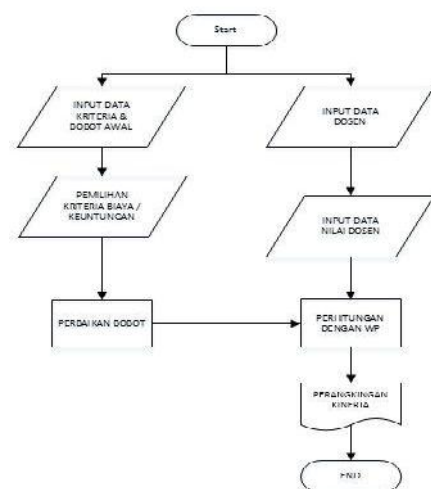 Start
INPUT DATA
KRITERIA &
BOBOT AWAL
INPUT DATA
DOSEN
PEMILIHAN
KRITERIA BIAYA /
KEUNTUNGAN
INPUT DATA
NILAI DOSEN
PERBAIKAN BOBOT
PERHITUNGAN
DENGAN WP
PERANGKINGAN
KINERJA
END